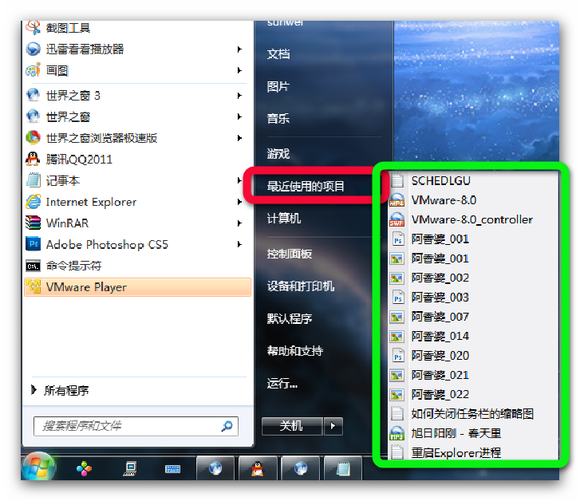 截图工具
迅雷看看播放器
画图
世界之窗 3
世界之窗
世界之窗浏览器极速版
腾讯QQ2011
记事本
Internet Explorer
WinRAR
Adobe Photoshop CS5
命令提示符
VMware Player
所有程序
搜索程序和文件
sunwei
文档
图片
音乐
游戏
最近使用的项目
计算机
控制面板
设备和打印机
默认程序
帮助和支持
运行...
关机
SCHEDLGU
VMware-8.0
VMware-8.0_controller
阿香婆_001
阿香婆_001
阿香婆_002
阿香婆_003
阿香婆_007
阿香婆_014
阿香婆_020
阿香婆_021
阿香婆_022
如何关闭任务栏的缩略图
旭日阳刚 - 春天里
重启Explorer进程